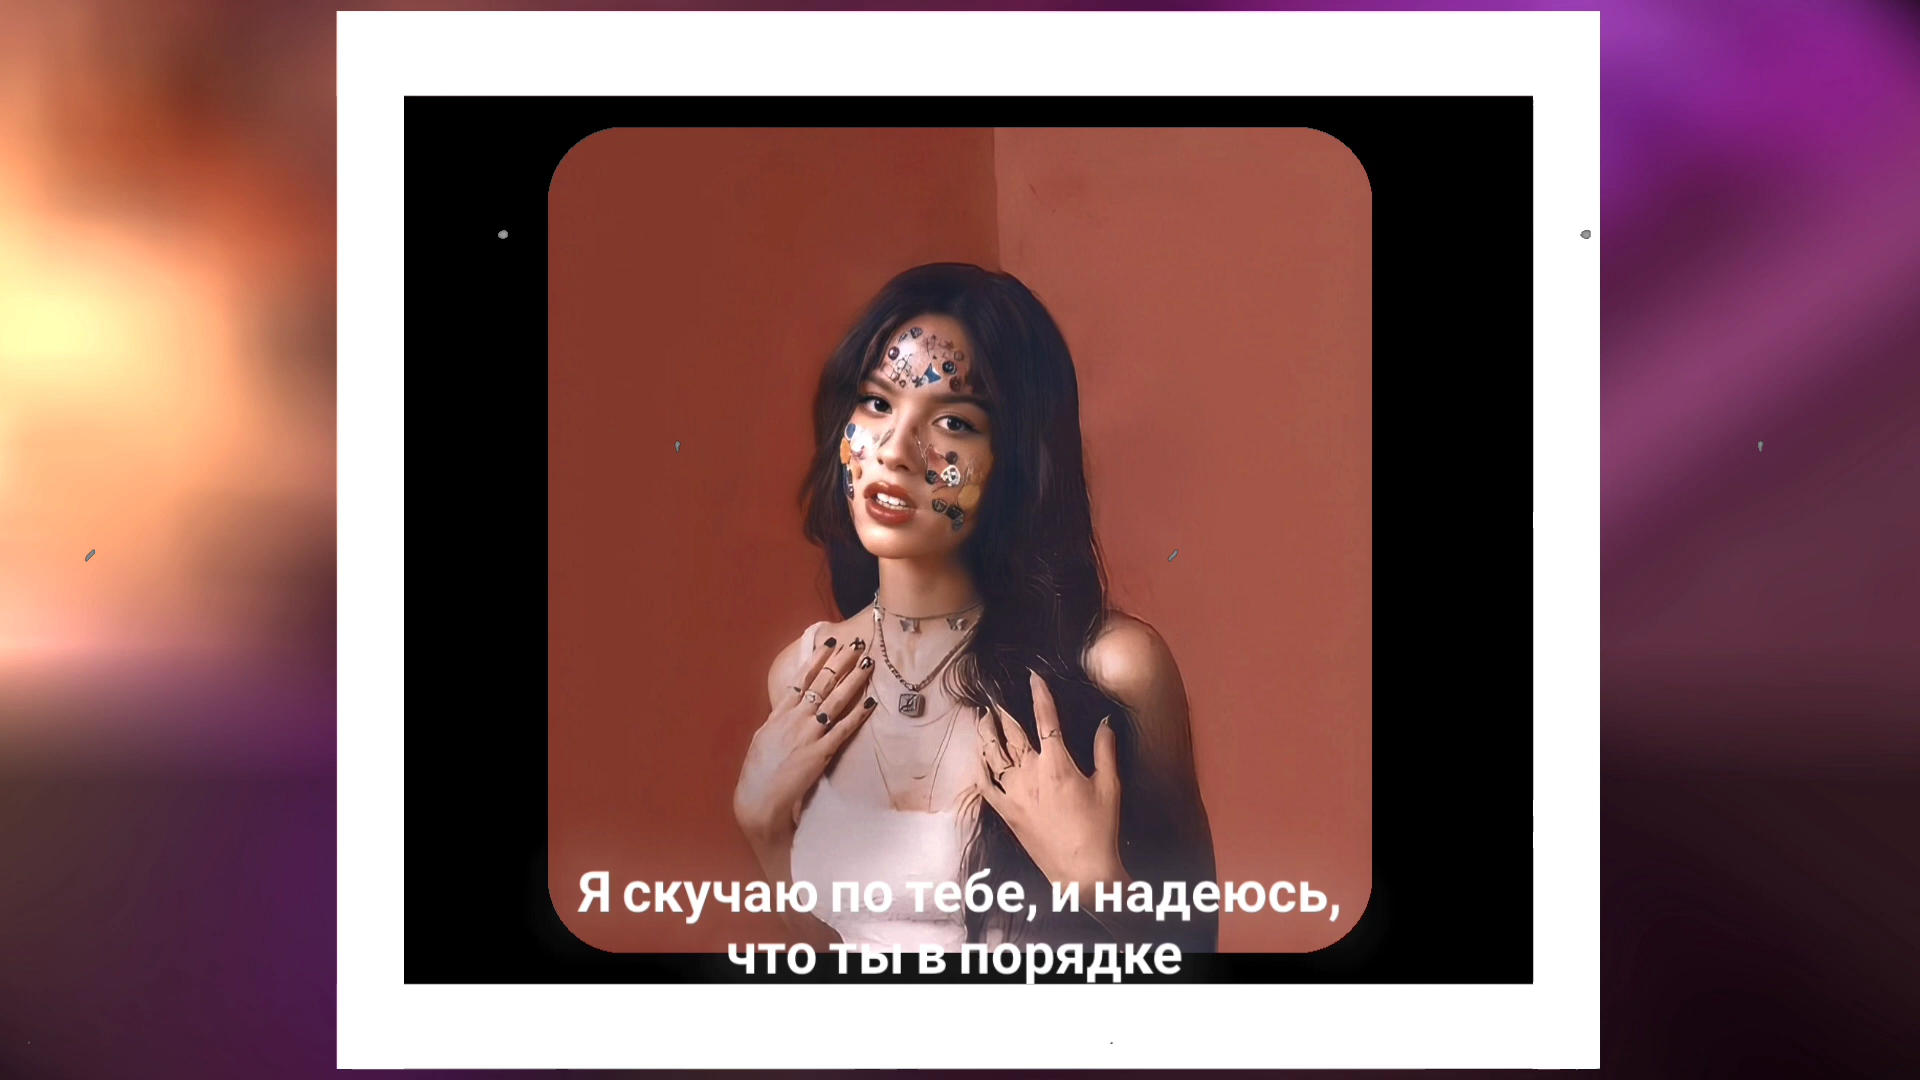 Я скучаю по тебе, и надеюсь,
что ты в порядке